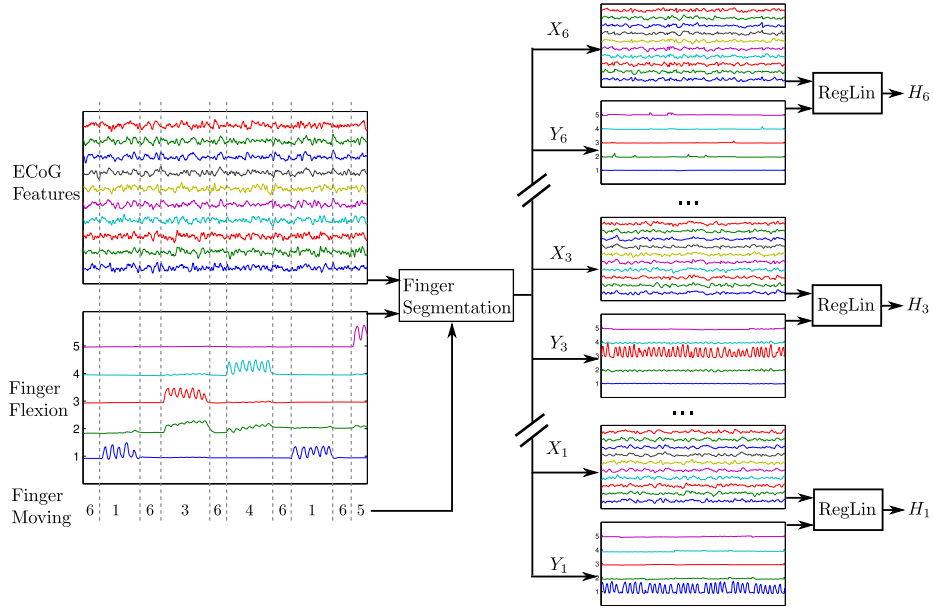 ECoG
Features
5
4
3
2
1
Finger
Flexion
Finger
Moving
6 1 6 3 6 4 6 1 6 5
Finger
Segmentation
X6
Y6
5
4
3
2
1
RegLin
H6
...
X3
Y3
5
4
3
2
1
RegLin
H3
...
X1
Y1
5
4
3
2
1
RegLin
H1